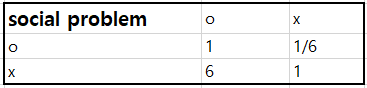 social problem o x
o 1 1/6
x 6 1